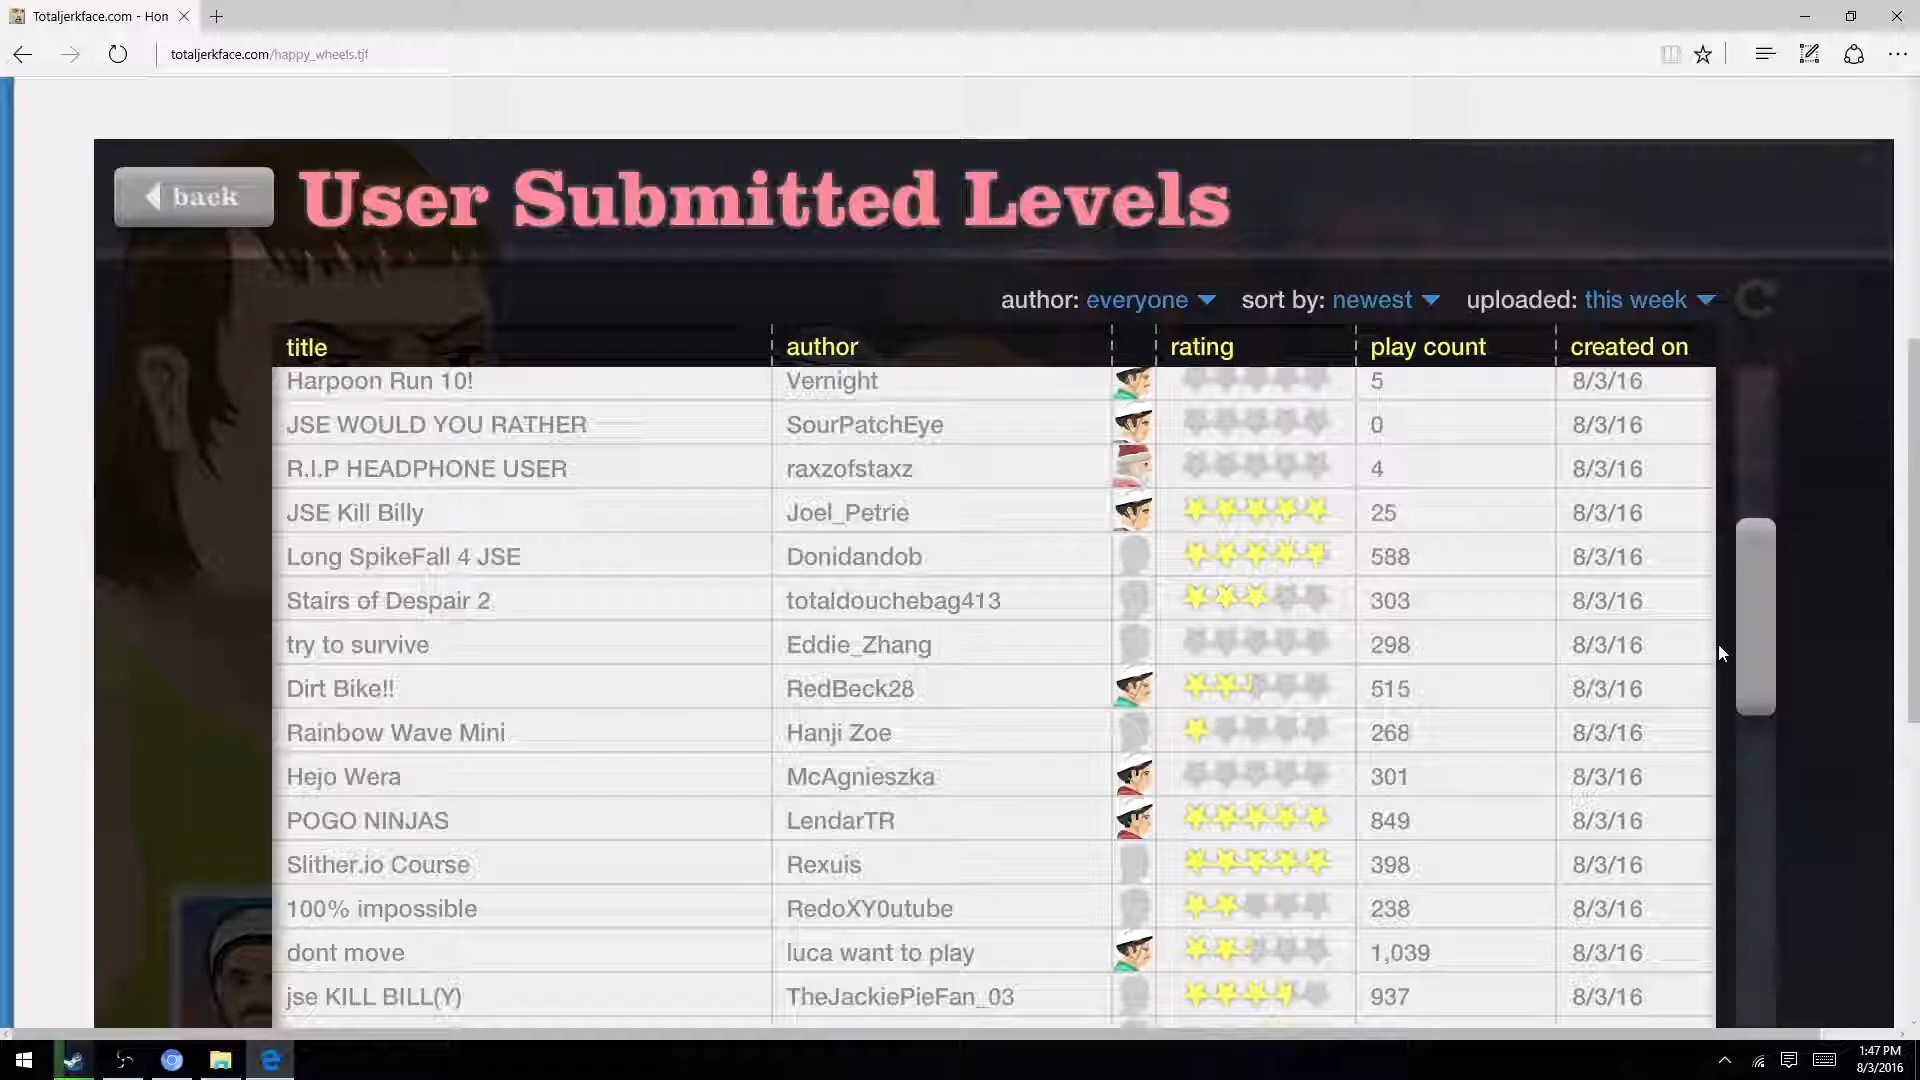 Totaljerkface.com - Hon
totaljerkface.com/happy_wheels.tjf
back
User Submitted Levels
author: everyone sort by: newest uploaded: this week
title author rating play count created on
Harpoon Run 10! Vernight 5 8/3/16
JSE WOULD YOU RATHER SourPatchEye 0 8/3/16
R.I.P HEADPHONE USER raxzofstaxz 4 8/3/16
JSE Kill Billy Joel_Petrie 25 8/3/16
Long SpikeFall 4 JSE Donidandob 588 8/3/16
Stairs of Despair 2 totaldouchebag413 303 8/3/16
try to survive Eddie_Zhang 298 8/3/16
Dirt Bike!! RedBeck28 515 8/3/16
Rainbow Wave Mini Hanji Zoe 268 8/3/16
Hejo Wera McAgnieszka 301 8/3/16
POGO NINJAS LendarTR 849 8/3/16
Slither.io Course Rexuis 398 8/3/16
100% impossible RedoXY0utube 238 8/3/16
dont move luca want to play 1,039 8/3/16
jse KILL BILL(Y) TheJackiePieFan_03 937 8/3/16
1:47 PM
8/3/2016